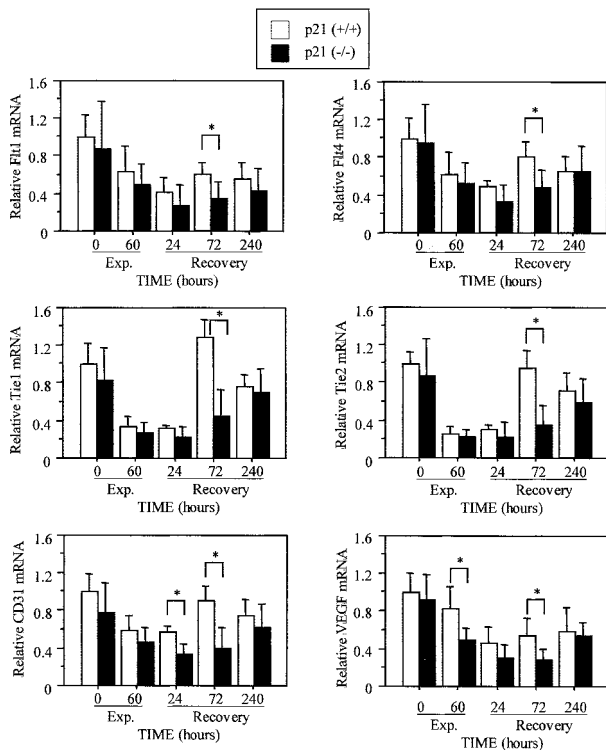 p21 (+/+)
p21 (-/-)
Relative Flt1 mRNA
1.6
1.2
0.8
0.4
0
*
0 60 24 72 240
Exp. Recovery
TIME (hours)
Relative Flt4 mRNA
1.6
1.2
0.8
0.4
0
*
0 60 24 72 240
Exp. Recovery
TIME (hours)
Relative Tie1 mRNA
1.6
1.2
0.8
0.4
0
*
0 60 24 72 240
Exp. Recovery
TIME (hours)
Relative Tie2 mRNA
1.6
1.2
0.8
0.4
0
*
0 60 24 72 240
Exp. Recovery
TIME (hours)
Relative CD31 mRNA
1.6
1.2
0.8
0.4
0
* *
0 60 24 72 240
Exp. Recovery
TIME (hours)
Relative VEGF mRNA
1.6
1.2
0.8
0.4
0
* *
0 60 24 72 240
Exp. Recovery
TIME (hours)